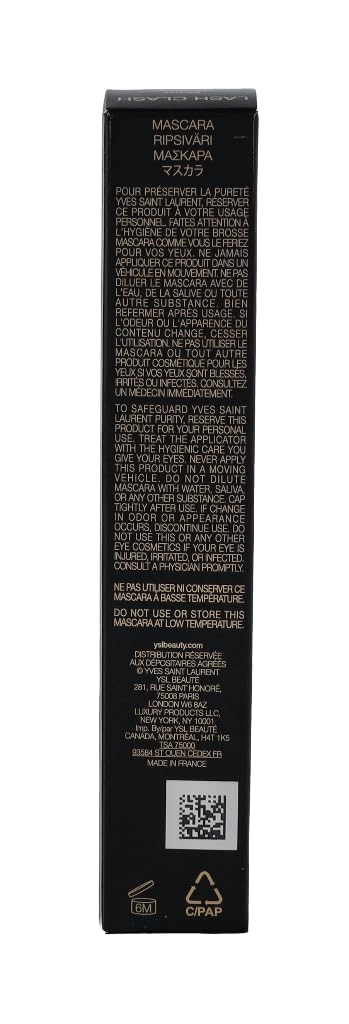 LASH CLASH
MASCARA
RIPSIVÄRI
ΜΑΣΚΑΡΑ
マスカラ
POUR PRÉSERVER LA PURETÉ
YVES SAINT LAURENT, RÉSERVER
CE PRODUIT À VOTRE USAGE
PERSONNEL. FAITES ATTENTION À
L'HYGIÈNE DE VOTRE BROSSE
MASCARA COMME VOUS LE FERIEZ
POUR VOS YEUX. NE JAMAIS
APPLIQUER CE PRODUIT DANS UN
VÉHICULE EN MOUVEMENT. NE PAS
DILUER LE MASCARA AVEC DE
L'EAU, DE LA SALIVE OU TOUTE
AUTRE SUBSTANCE. BIEN
REFERMER APRÈS USAGE. SI
L'ODEUR OU L'APPARENCE DU
CONTENU CHANGE, CESSER
L'UTILISATION. NE PAS UTILISER LE
MASCARA OU TOUT AUTRE
PRODUIT COSMÉTIQUE POUR LES
YEUX SI VOS YEUX SONT BLESSÉS,
IRRITÉS OU INFECTÉS. CONSULTEZ
UN MÉDECIN IMMÉDIATEMENT.
TO SAFEGUARD YVES SAINT
LAURENT PURITY, RESERVE THIS
PRODUCT FOR YOUR PERSONAL
USE. TREAT THE APPLICATOR
WITH THE HYGIENIC CARE YOU
GIVE YOUR EYES. NEVER APPLY
THIS PRODUCT IN A MOVING
VEHICLE. DO NOT DILUTE
MASCARA WITH WATER, SALIVA,
OR ANY OTHER SUBSTANCE. CAP
TIGHTLY AFTER USE. IF CHANGE
IN ODOR OR APPEARANCE
OCCURS, DISCONTINUE USE. DO
NOT USE THIS OR ANY OTHER
EYE COSMETICS IF YOUR EYE IS
INJURED, IRRITATED, OR INFECTED.
CONSULT A PHYSICIAN PROMPTLY.
NE PAS UTILISER NI CONSERVER CE
MASCARA À BASSE TEMPÉRATURE.
DO NOT USE OR STORE THIS
MASCARA AT LOW TEMPERATURE.
yslbeauty.com
DISTRIBUTION RÉSERVÉE
AUX DÉPOSITAIRES AGRÉÉS
© YVES SAINT LAURENT
YSL BEAUTÉ
281, RUE SAINT HONORÉ,
75008 PARIS
LONDON W6 8AZ
LUXURY PRODUCTS LLC,
NEW YORK, NY 10001
Imp. By/par YSL BEAUTÉ
CANADA, MONTRÉAL, H4T 1K5
TSA 75000
93584 ST OUEN CEDEX.FR
MADE IN FRANCE
6M
C/PAP